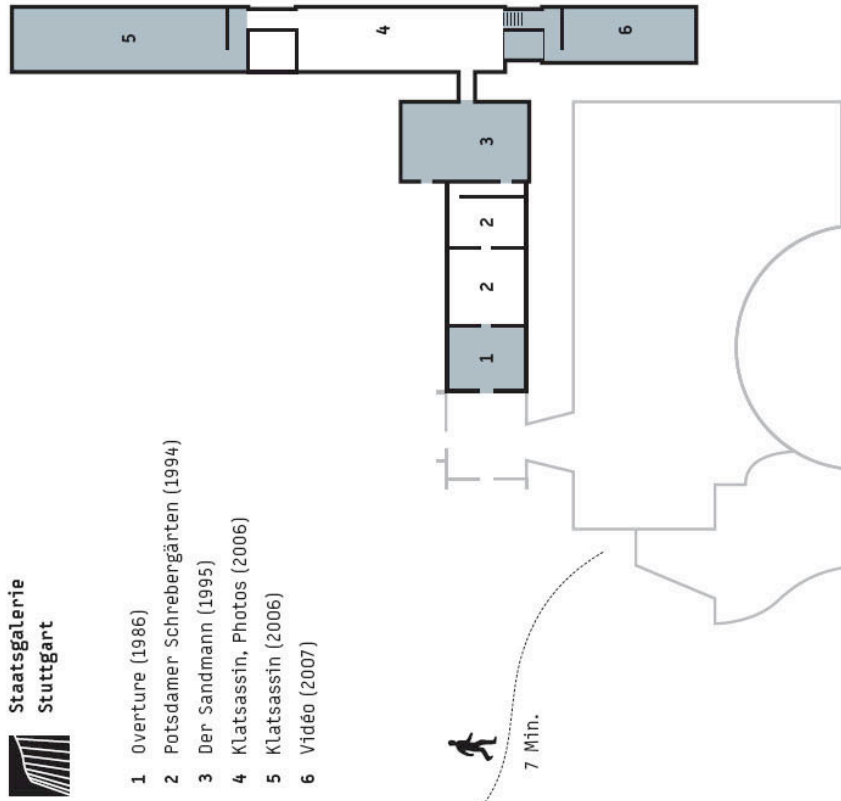 Staatsgalerie
Stuttgart
1 Overture (1986)
2 Potsdamer Schrebergärten (1994)
3 Der Sandmann (1995)
4 Klatsassin, Photos (2006)
5 Klatsassin (2006)
6 Vidéo (2007)
7 Min.
1
2
2
3
4
5
6